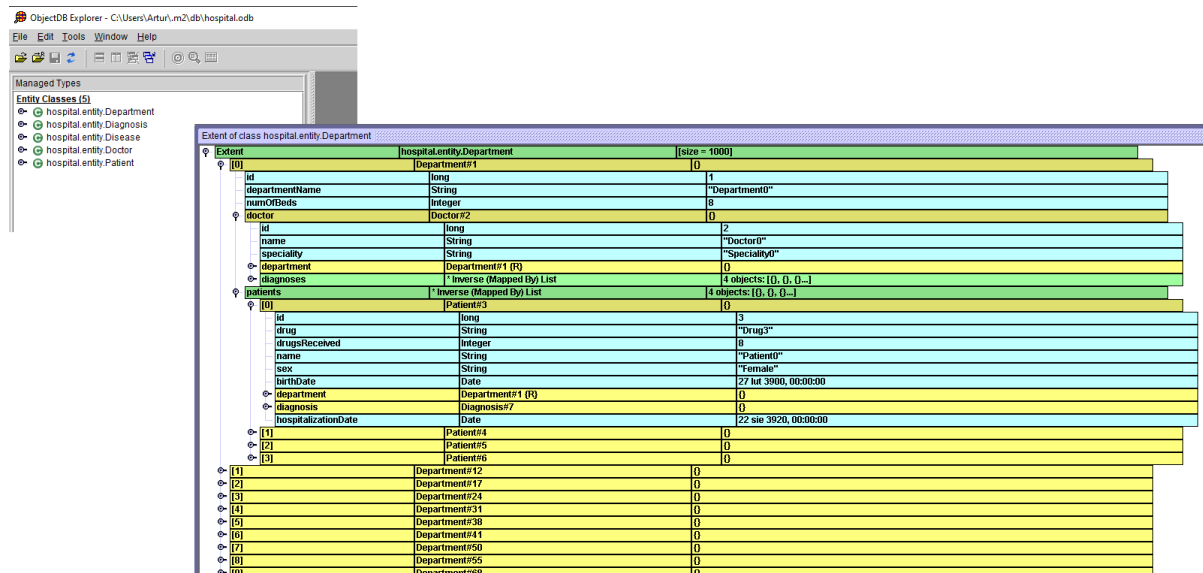 ObjectDB Explorer - C:\Users\Artur\.m2\db\hospital.odb
File Edit Tools Window Help
Managed Types
Entity Classes (5)
hospital.entity.Department
hospital.entity.Diagnosis
hospital.entity.Disease
hospital.entity.Doctor
hospital.entity.Patient
Extent of class hospital.entity.Department
Extent hospital.entity.Department [size = 1000]
[0] Department#1 {}
id long 1
departmentName String "Department0"
numOfBeds Integer 8
doctor Doctor#2 {}
id long 2
name String "Doctor0"
speciality String "Speciality0"
department Department#1 {R} {}
diagnoses * Inverse (Mapped By) List 4 objects: [{}, {}, {}...]
patients * Inverse (Mapped By) List 4 objects: [{}, {}, {}...]
[0] Patient#3 {}
id long 3
drug String "Drug3"
drugsReceived Integer 8
name String "Patient0"
sex String "Female"
birthDate Date 27 lut 3900, 00:00:00
department Department#1 {R} {}
diagnosis Diagnosis#7 {}
hospitalizationDate Date 22 sie 3920, 00:00:00
[1] Patient#4 {}
[2] Patient#5 {}
[3] Patient#6 {}
[1] Department#12 {}
[2] Department#17 {}
[3] Department#24 {}
[4] Department#31 {}
[5] Department#38 {}
[6] Department#41 {}
[7] Department#50 {}
[8] Department#55 {}
[9] Department#68 {}